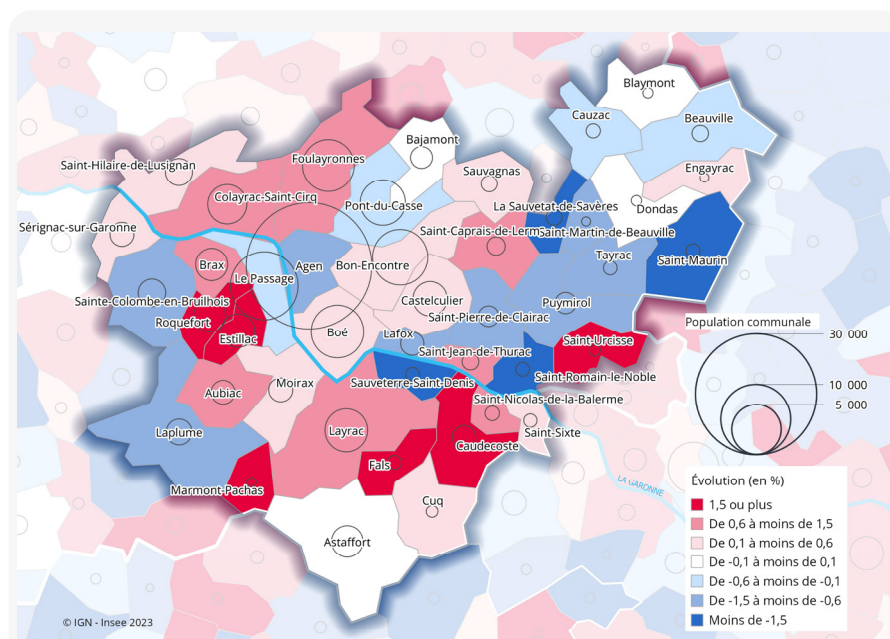 Blaymont
Cauzac
Beauville
Bajamont
Foulayronnes
Saint-Hilaire-de-Lusignan
Sauvagnas
Engayrac
Colayrac-Saint-Cirq
Pont-du-Casse
La Sauvetat-de-Savères
Dondas
Sérignac-sur-Garonne
Saint-Caprais-de-Lerm
Saint-Martin-de-Beauville
Saint-Maurin
Tayrac
Brax
Agen
Bon-Encontre
Le Passage
Sainte-Colombe-en-Bruilhois
Castelculier
Puymirol
Roquefort
Saint-Pierre-de-Clairac
Estillac
Boé
Lafox
Saint-Urcisse
Saint-Jean-de-Thurac
Saint-Romain-le-Noble
Moirax
Sauveterre-Saint-Denis
Aubiac
Saint-Nicolas-de-la-Balerme
Saint-Sixte
Laplume
Layrac
Caudecoste
Fals
Marmont-Pachas
Cuq
Astaffort
LA GARONNE
Population communale
30 000
10 000
5 000
Évolution (en %)
1,5 ou plus
De 0,6 à moins de 1,5
De 0,1 à moins de 0,6
De -0,1 à moins de 0,1
De -0,6 à moins de -0,1
De -1,5 à moins de -0,6
Moins de -1,5
© IGN - Insee 2023